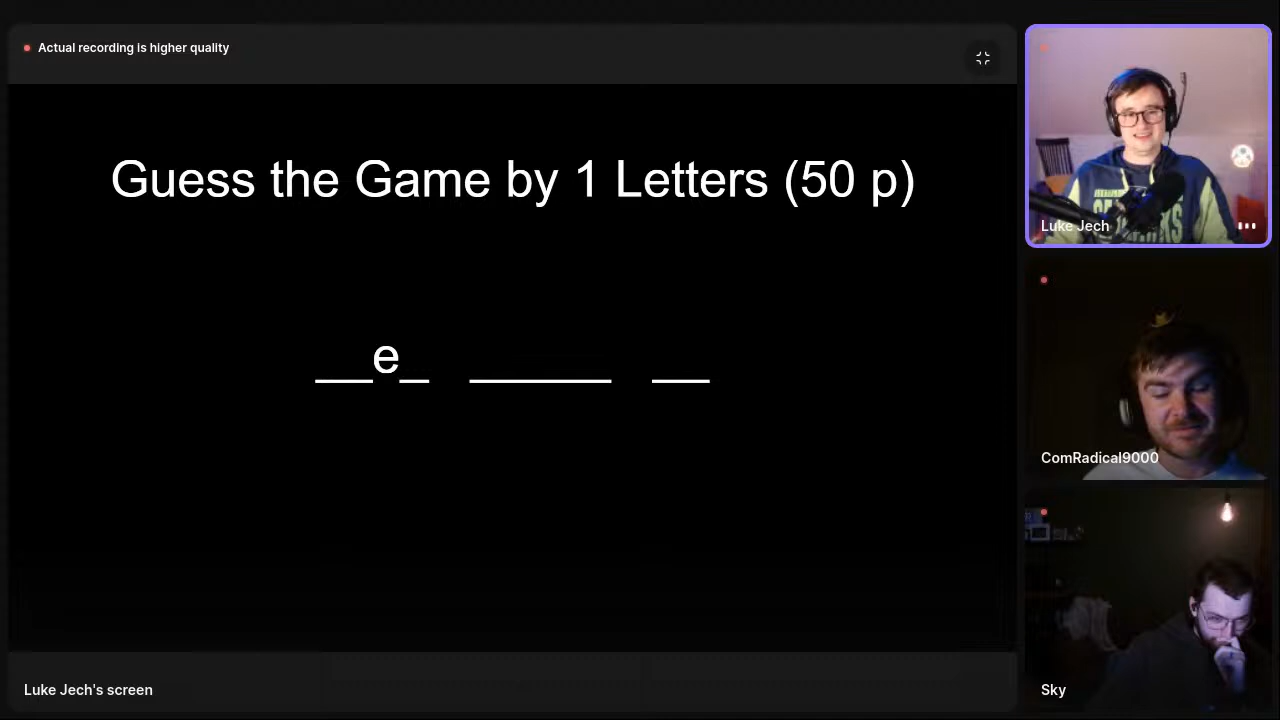 Actual recording is higher quality
Guess the Game by 1 Letters (50 p)
__e_ _____ __
Luke Jech
ComRadical9000
Luke Jech's screen
Sky